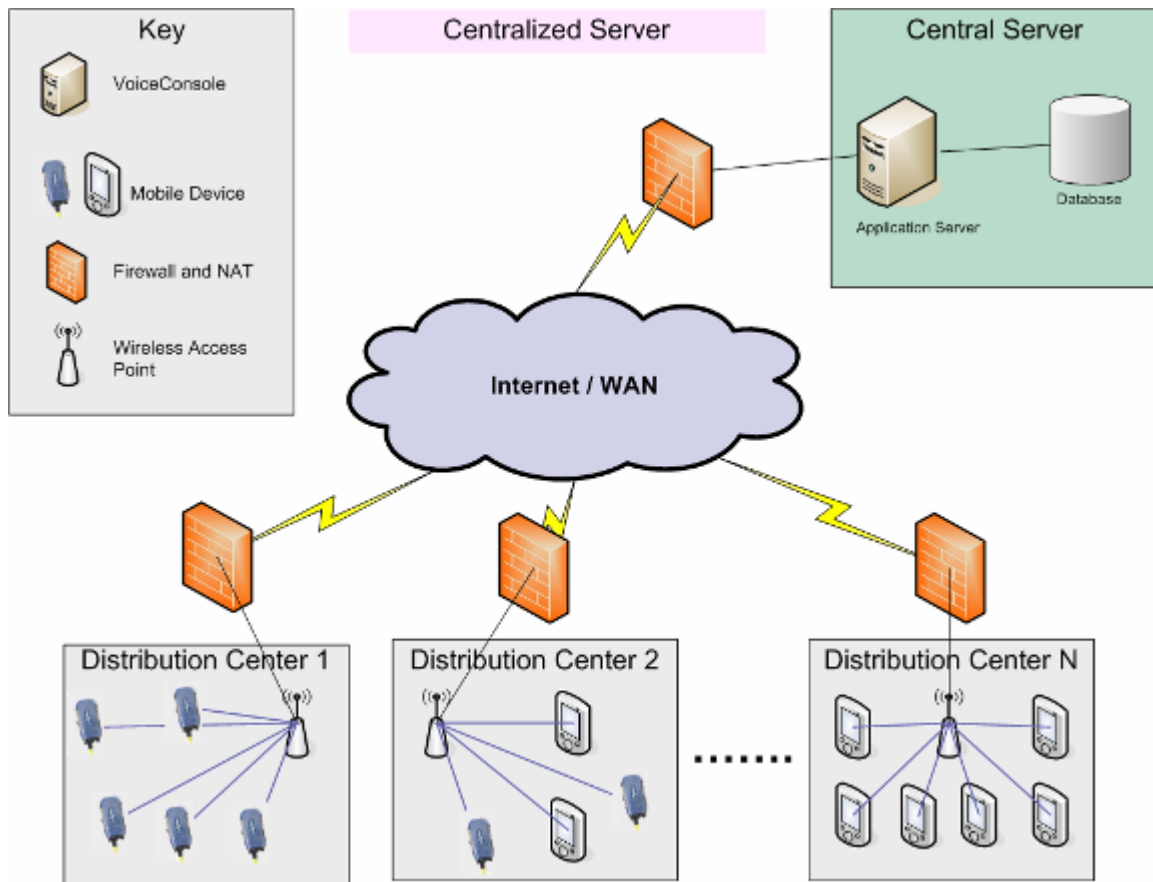 Key
VoiceConsole
Mobile Device
Firewall and NAT
Wireless Access
Point
Centralized Server
Central Server
Application Server
Database
Internet / WAN
Distribution Center 1
Distribution Center 2
Distribution Center N